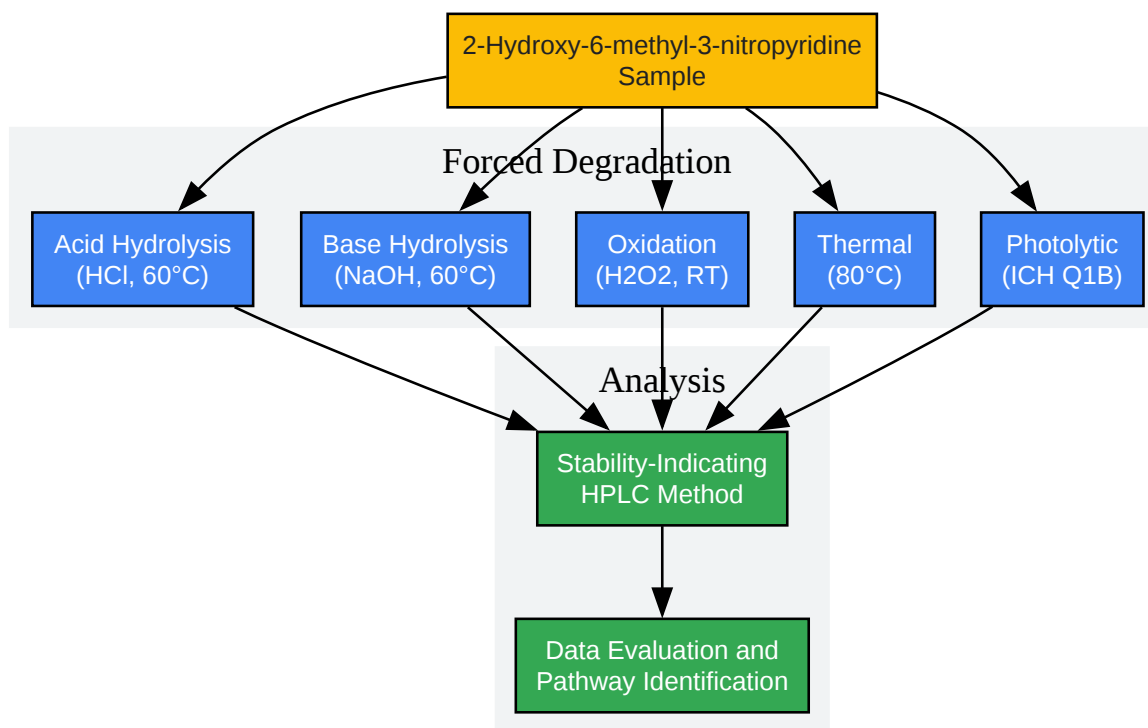 2-Hydroxy-6-methyl-3-nitropyridine
Sample
Forced Degradation
Acid Hydrolysis
(HCl, 60°C)
Base Hydrolysis
(NaOH, 60°C)
Oxidation
(H2O2, RT)
Thermal
(80°C)
Photolytic
(ICH Q1B)
Analysis
Stability-Indicating
HPLC Method
Data Evaluation and
Pathway Identification